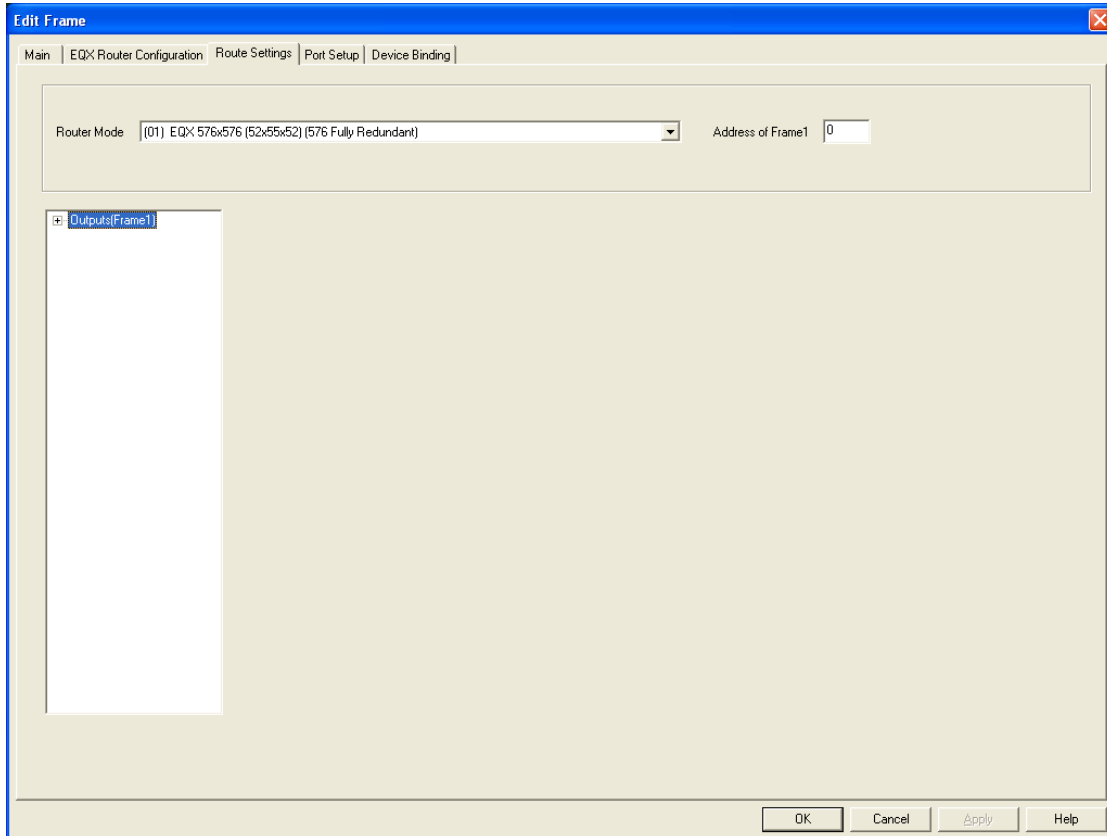 Edit Frame
Main EQX Router Configuration Route Settings Port Setup Device Binding
Router Mode (01) EQX 576x576 (52x55x52) (576 Fully Redundant) Address of Frame1 0
Outputs(Frame1)
OK Cancel Apply Help